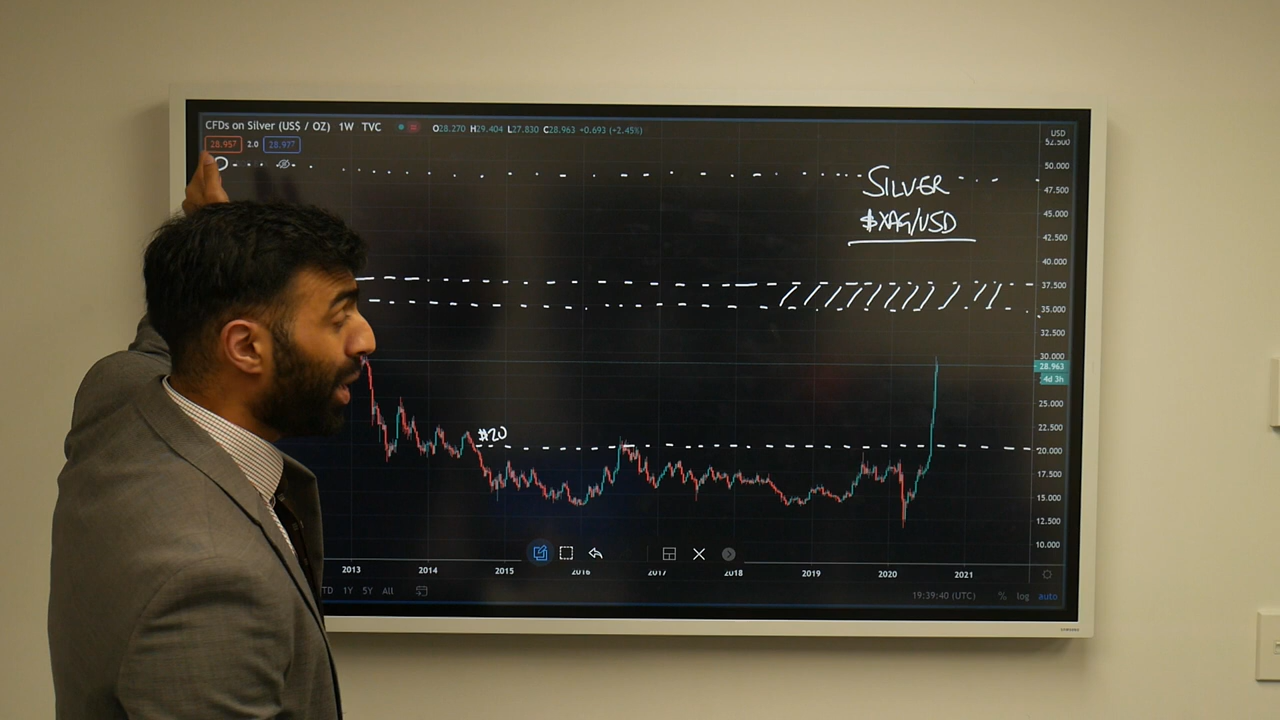 CFDs on Silver (US$ / OZ) 1W TVC O28.270 H29.404 L27.830 C28.963 +0.693 (+2.45%)
28.957 2.0 28.977
USD
52.500
50.000
47.500
45.000
42.500
40.000
37.500
35.000
32.500
30.000
28.963
4d 3h
25.000
22.500
20.000
17.500
15.000
12.500
10.000
SILVER
$XAG/USD
$20
2013 2014 2015 2016 2017 2018 2019 2020 2021
TD 1Y 5Y All
19:39:40 (UTC) % log auto
SAMSUNG